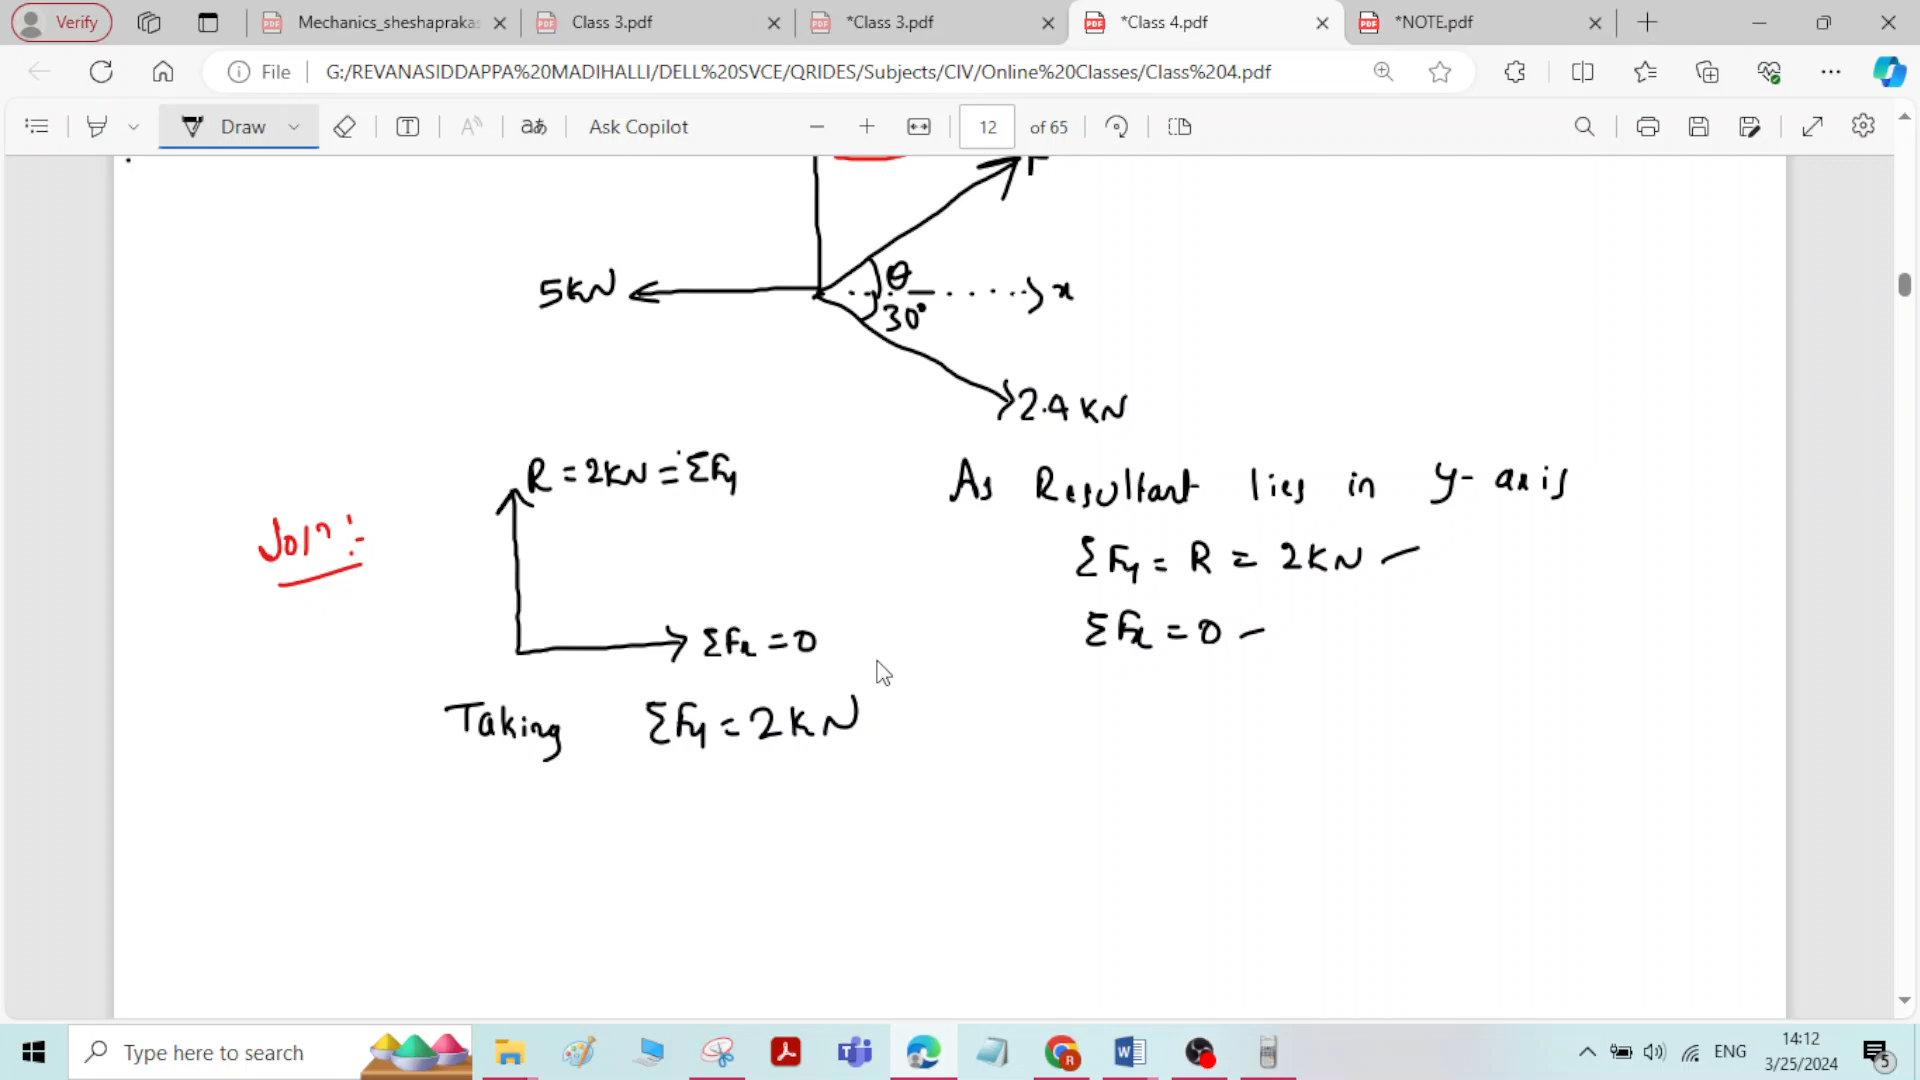 Verify
Mechanics_sheshapraka
Class 3.pdf
*Class 3.pdf
*Class 4.pdf
*NOTE.pdf
File
G:/REVANASIDDAPPA%20MADIHALLI/DELL%20SVCE/QRIDES/Subjects/CIV/Online%20Classes/Class%204.pdf
Draw
Ask Copilot
12 of 65
5KN
θ
x
30°
2.4 KN
R = 2KN = ΣFy
As Resultant lies in y-axis
Soln :-
ΣFy = R = 2KN
ΣFx = 0
ΣFx = 0
Taking ΣFy = 2KN
Type here to search
ENG
14:12
3/25/2024
5